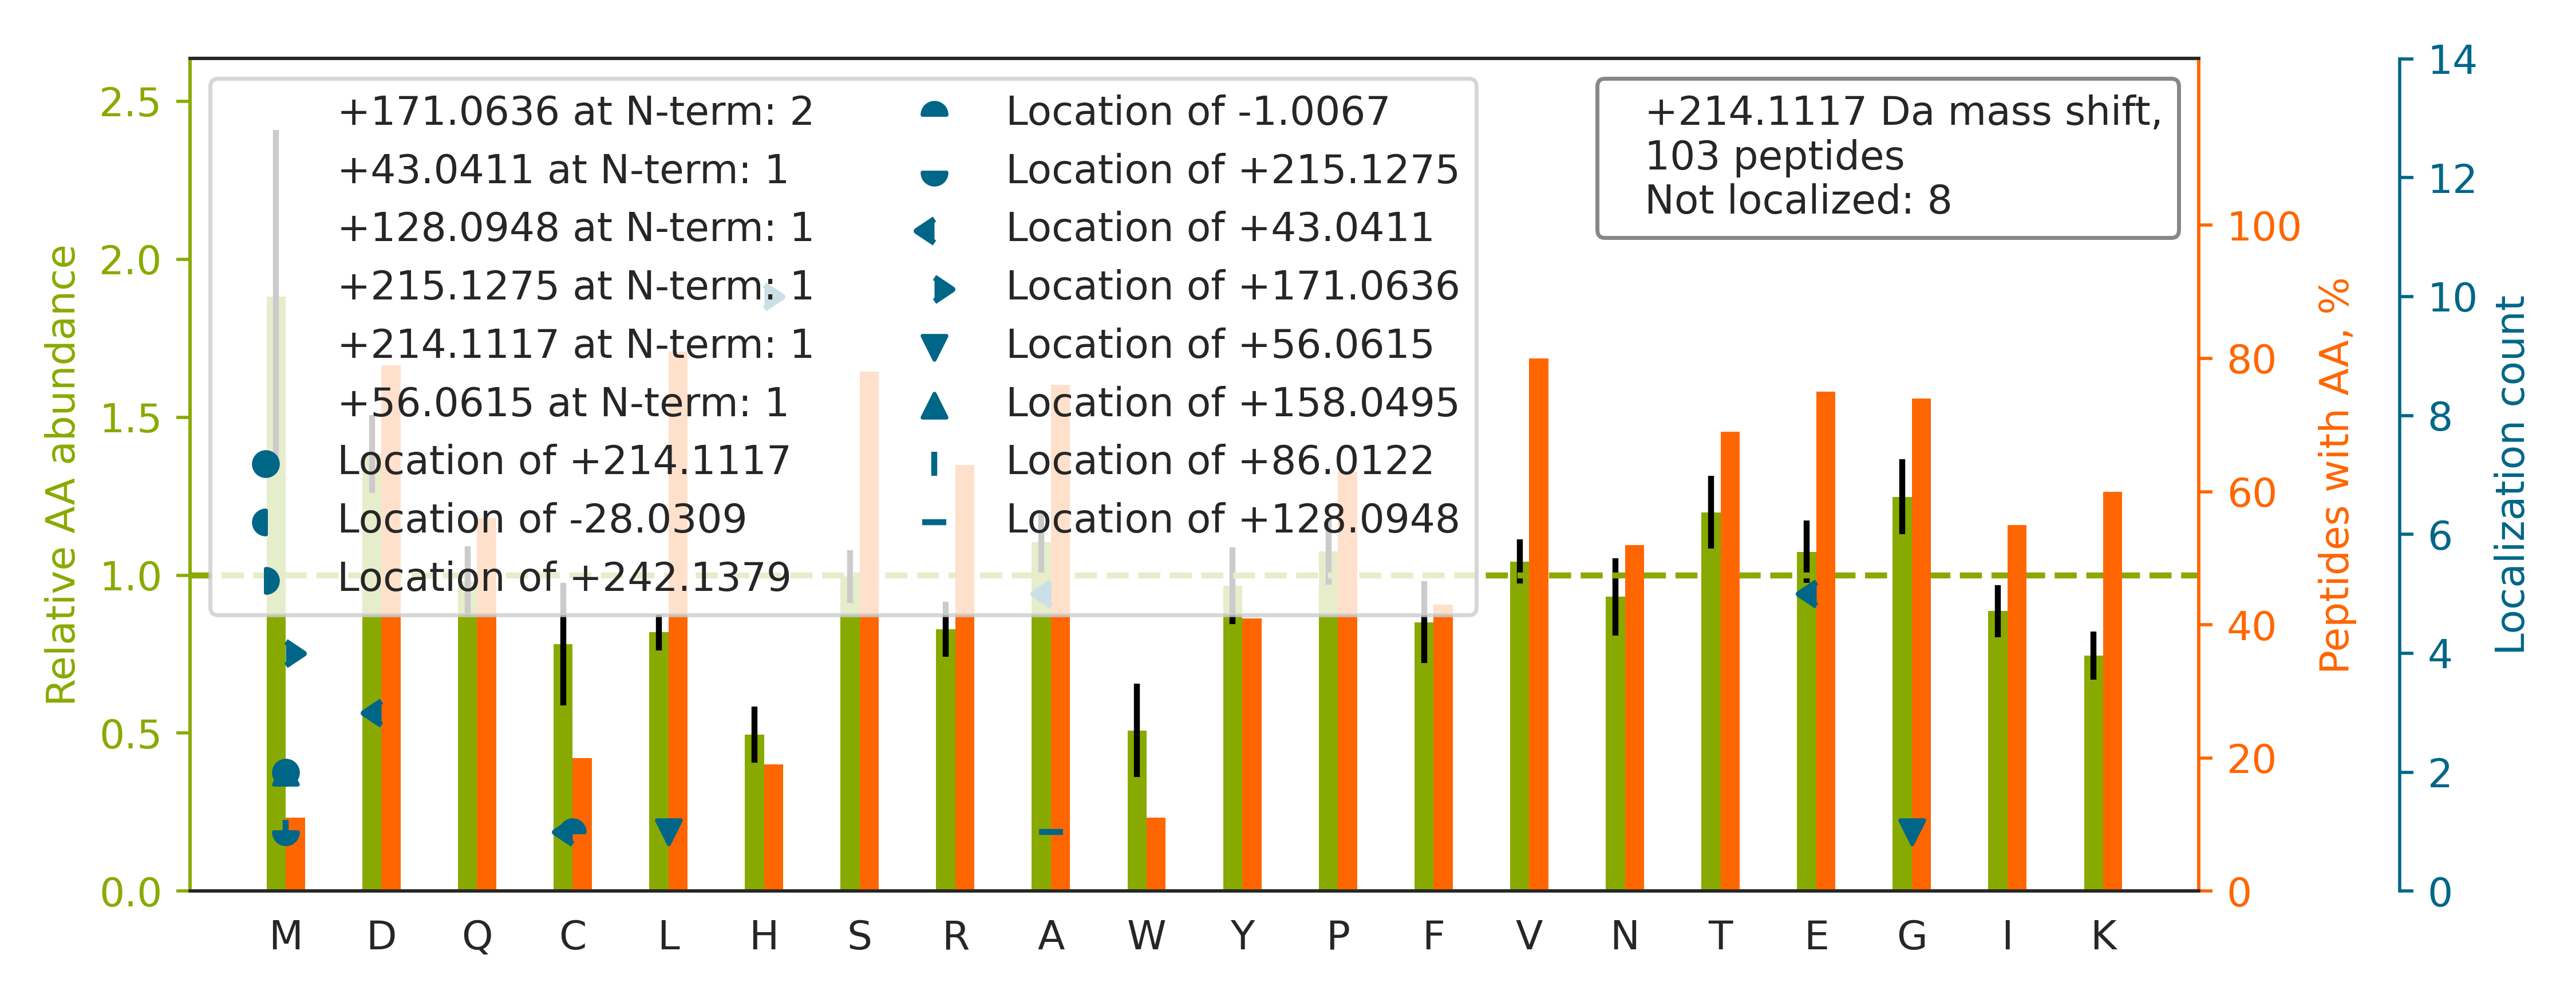 2.5
2.0
1.5
1.0
0.5
0.0
Relative AA abundance
+171.0636 at N-term: 2
+43.0411 at N-term: 1
+128.0948 at N-term: 1
+215.1275 at N-term: 1
+214.1117 at N-term: 1
+56.0615 at N-term: 1
Location of +214.1117
Location of -28.0309
Location of +242.1379
Location of -1.0067
Location of +215.1275
Location of +43.0411
Location of +171.0636
Location of +56.0615
Location of +158.0495
Location of +86.0122
Location of +128.0948
+214.1117 Da mass shift,
103 peptides
Not localized: 8
100
80
60
40
20
0
Peptides with AA, %
14
12
10
8
6
4
2
0
Localization count
M D Q C L H S R A W Y P F V N T E G I K